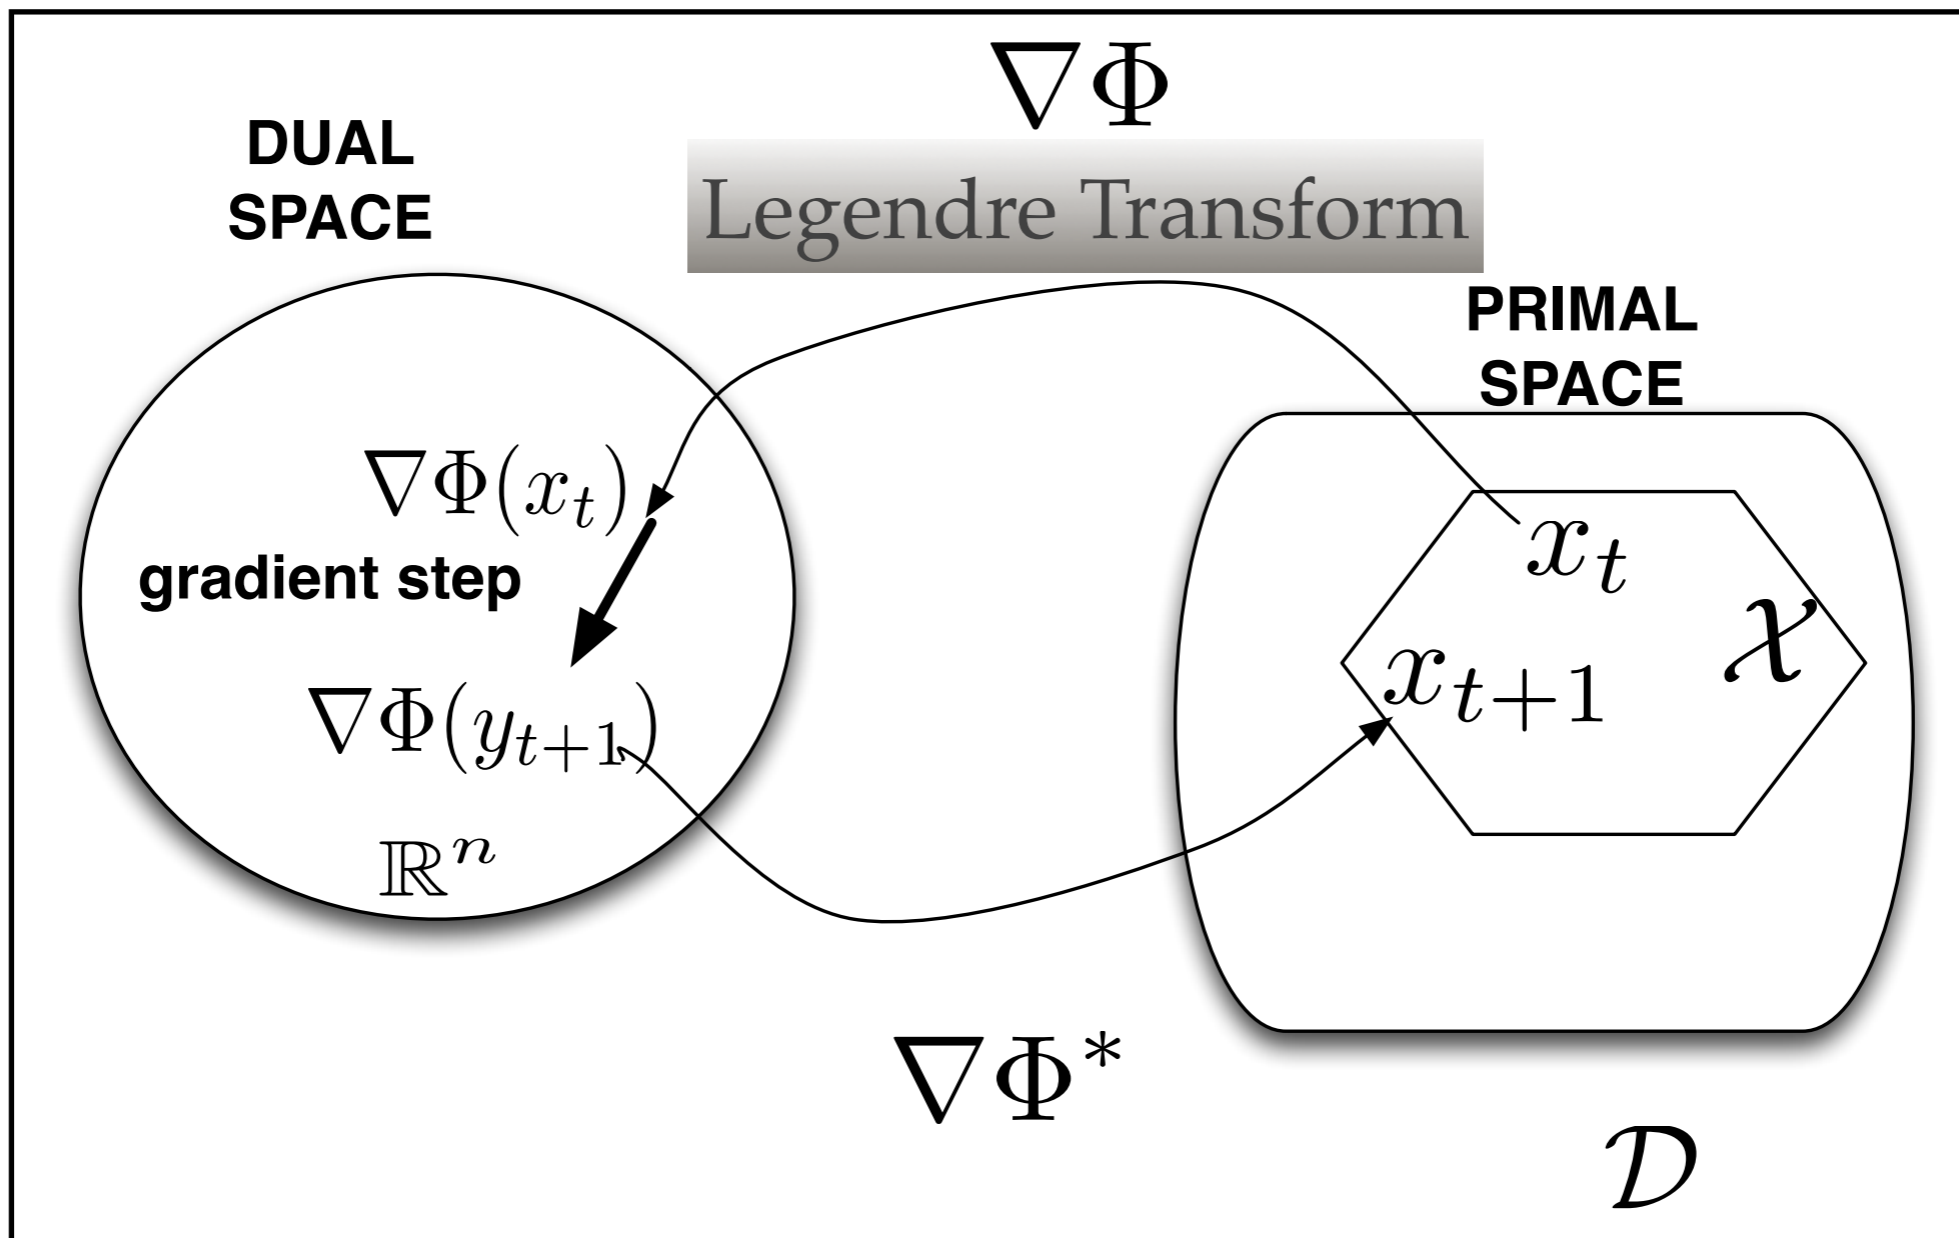 ∇Φ
DUAL
SPACE
Legendre Transform
PRIMAL
SPACE
∇Φ(x_t)
x_t
gradient step
𝒳
x_{t+1}
∇Φ(y_{t+1})
ℝ^n
∇Φ*
𝒟